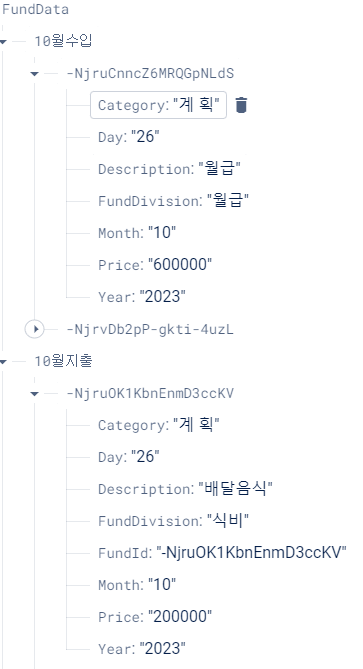 FundData
10월수입
-NjruCnncZ6MRQGpNLdS
Category: "계 획"
Day: "26"
Description: "월급"
FundDivision: "월급"
Month: "10"
Price: "600000"
Year: "2023"
-NjrvDb2pP-gkti-4uzL
10월지출
-NjruOK1KbnEnmD3ccKV
Category: "계 획"
Day: "26"
Description: "배달음식"
FundDivision: "식비"
FundId: "-NjruOK1KbnEnmD3ccKV"
Month: "10"
Price: "200000"
Year: "2023"